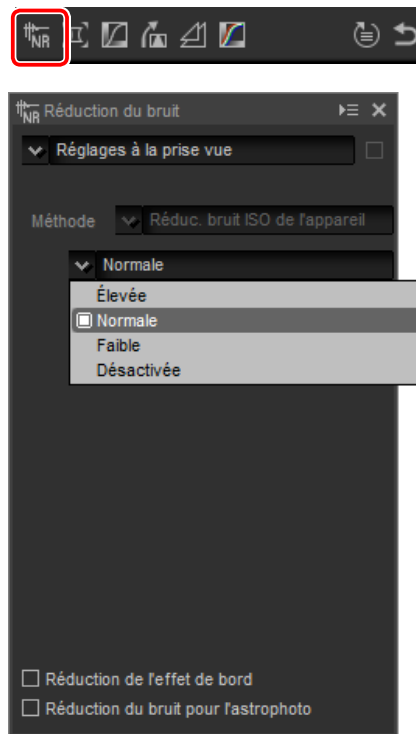 NR
NR Réduction du bruit
Réglages à la prise vue
Méthode Réduc. bruit ISO de l'appareil
Normale
Élevée
Normale
Faible
Désactivée
Réduction de l'effet de bord
Réduction du bruit pour l'astrophoto